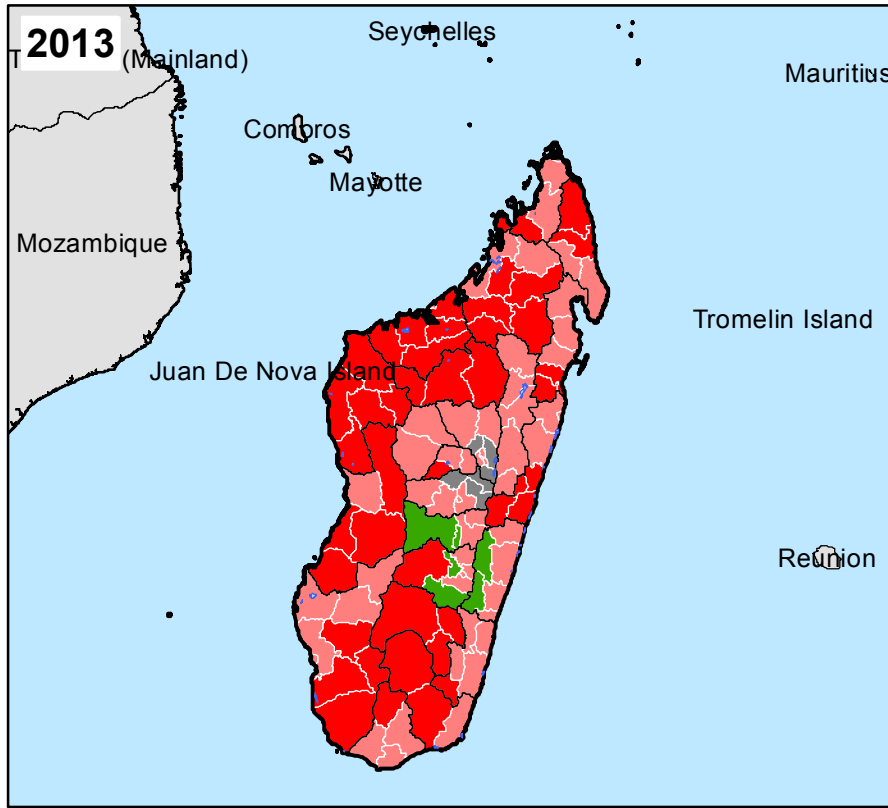 2013
Seychelles
T (Mainland)
Mauritius
Comoros
Mayotte
Mozambique
Tromelin Island
Juan De Nova Island
Reunion